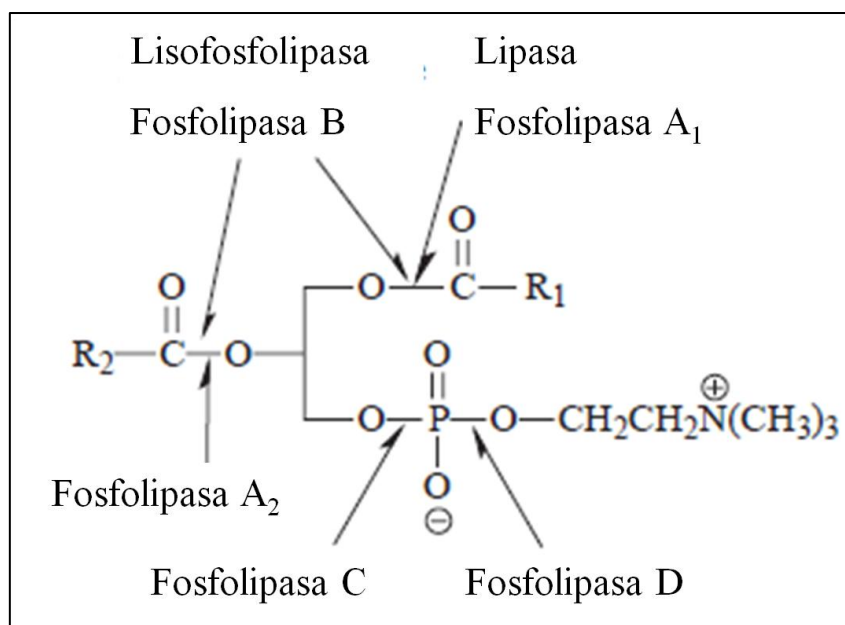 Lisofosfolipasa
Lipasa
Fosfolipasa B
Fosfolipasa A₁
O
O
||
O
||
O—C—R₁
R₂—C—O
O
||
O—P—O—CH₂CH₂N(CH₃)₃
⊕
O
⊖
Fosfolipasa A₂
Fosfolipasa C
Fosfolipasa D